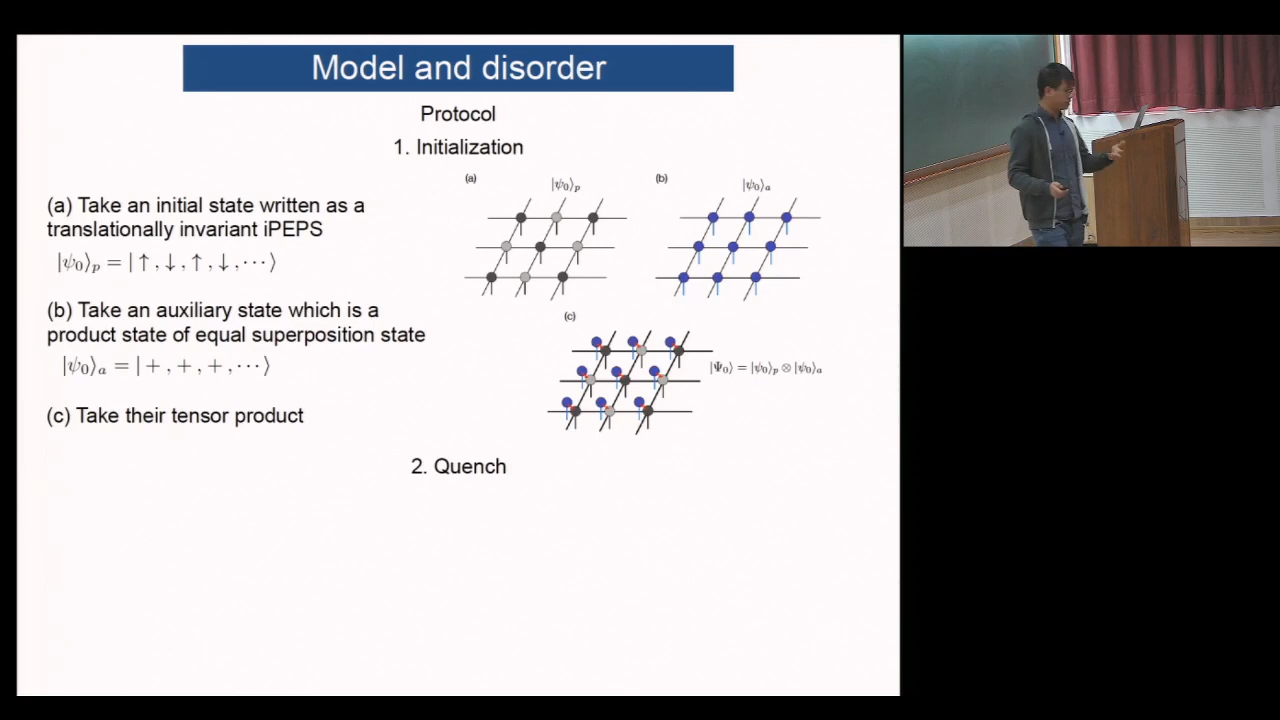 Model and disorder
Protocol
1. Initialization
(a) Take an initial state written as a
translationally invariant iPEPS
|ψ₀⟩ₚ = |↑,↓,↑,↓,⋯⟩
(b) Take an auxiliary state which is a
product state of equal superposition state
|ψ₀⟩ₐ = |+,+,+,⋯⟩
(c) Take their tensor product
(a)
|ψ₀⟩ₚ
(b)
|ψ₀⟩ₐ
(c)
|Ψ₀⟩ = |ψ₀⟩ₚ ⊗ |ψ₀⟩ₐ
2. Quench